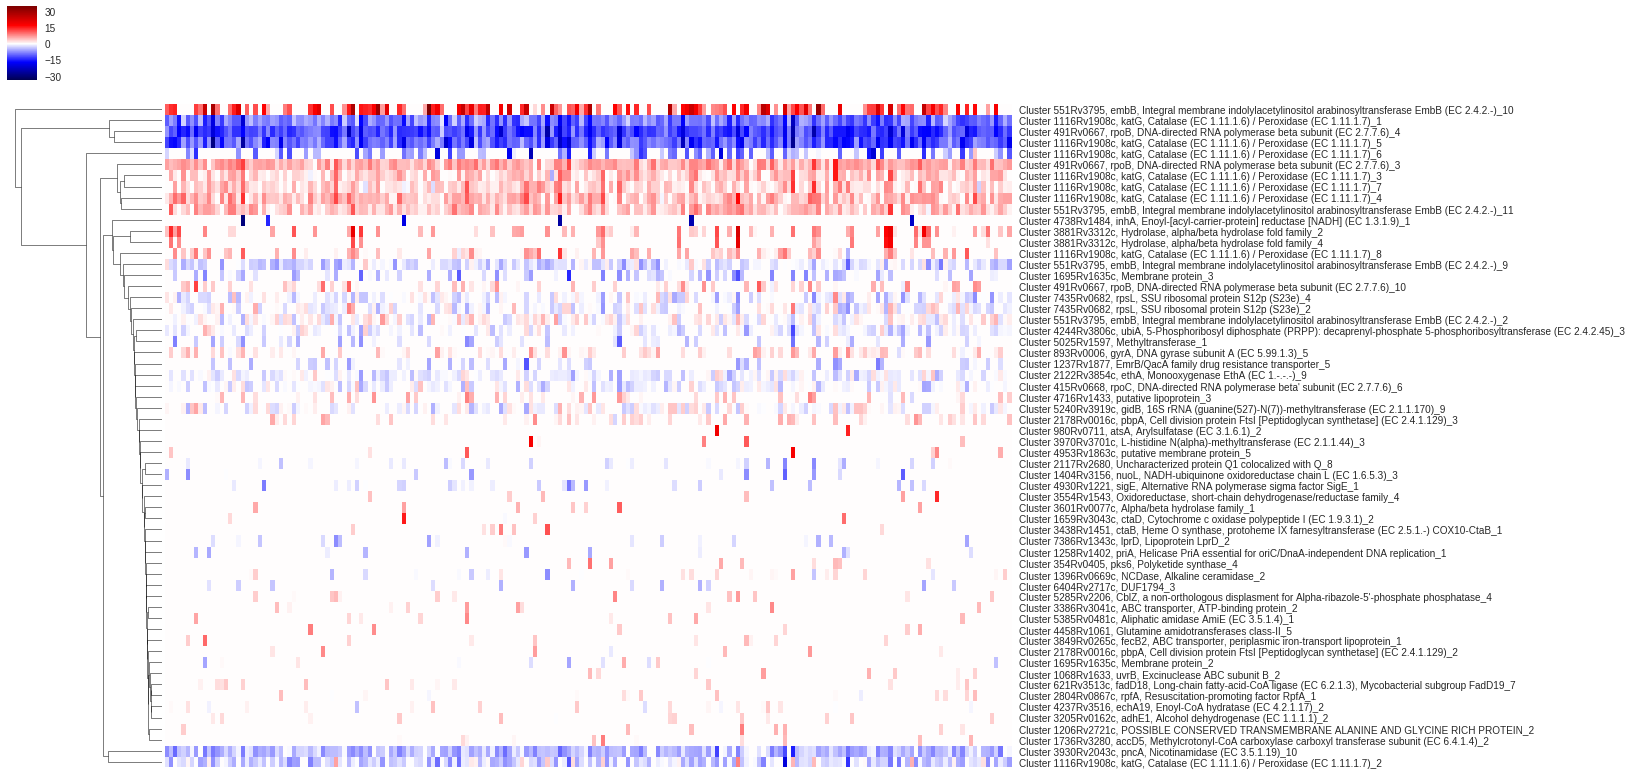 30
15
0
−15
−30
Cluster 551Rv3795, embB, Integral membrane indolylacetylinositol arabinosyltransferase EmbB (EC 2.4.2.-)_10
Cluster 1116Rv1908c, katG, Catalase (EC 1.11.1.6) / Peroxidase (EC 1.11.1.7)_1
Cluster 491Rv0667, rpoB, DNA-directed RNA polymerase beta subunit (EC 2.7.7.6)_4
Cluster 1116Rv1908c, katG, Catalase (EC 1.11.1.6) / Peroxidase (EC 1.11.1.7)_5
Cluster 1116Rv1908c, katG, Catalase (EC 1.11.1.6) / Peroxidase (EC 1.11.1.7)_6
Cluster 491Rv0667, rpoB, DNA-directed RNA polymerase beta subunit (EC 2.7.7.6)_3
Cluster 1116Rv1908c, katG, Catalase (EC 1.11.1.6) / Peroxidase (EC 1.11.1.7)_3
Cluster 1116Rv1908c, katG, Catalase (EC 1.11.1.6) / Peroxidase (EC 1.11.1.7)_7
Cluster 1116Rv1908c, katG, Catalase (EC 1.11.1.6) / Peroxidase (EC 1.11.1.7)_4
Cluster 551Rv3795, embB, Integral membrane indolylacetylinositol arabinosyltransferase EmbB (EC 2.4.2.-)_11
Cluster 4738Rv1484, inhA, Enoyl-[acyl-carrier-protein] reductase [NADH] (EC 1.3.1.9)_1
Cluster 3881Rv3312c, Hydrolase, alpha/beta hydrolase fold family_2
Cluster 3881Rv3312c, Hydrolase, alpha/beta hydrolase fold family_4
Cluster 1116Rv1908c, katG, Catalase (EC 1.11.1.6) / Peroxidase (EC 1.11.1.7)_8
Cluster 551Rv3795, embB, Integral membrane indolylacetylinositol arabinosyltransferase EmbB (EC 2.4.2.-)_9
Cluster 1695Rv1635c, Membrane protein_3
Cluster 491Rv0667, rpoB, DNA-directed RNA polymerase beta subunit (EC 2.7.7.6)_10
Cluster 7435Rv0682, rpsL, SSU ribosomal protein S12p (S23e)_4
Cluster 7435Rv0682, rpsL, SSU ribosomal protein S12p (S23e)_2
Cluster 551Rv3795, embB, Integral membrane indolylacetylinositol arabinosyltransferase EmbB (EC 2.4.2.-)_2
Cluster 4244Rv3806c, ubiA, 5-Phosphoribosyl diphosphate (PRPP): decaprenyl-phosphate 5-phosphoribosyltransferase (EC 2.4.2.45)_3
Cluster 5025Rv1597, Methyltransferase_1
Cluster 893Rv0006, gyrA, DNA gyrase subunit A (EC 5.99.1.3)_5
Cluster 1237Rv1877, EmrB/QacA family drug resistance transporter_5
Cluster 2122Rv3854c, ethA, Monooxygenase EthA (EC 1.-.-.-)_9
Cluster 415Rv0668, rpoC, DNA-directed RNA polymerase beta' subunit (EC 2.7.7.6)_6
Cluster 4716Rv1433, putative lipoprotein_3
Cluster 5240Rv3919c, gidB, 16S rRNA (guanine(527)-N(7))-methyltransferase (EC 2.1.1.170)_9
Cluster 2178Rv0016c, pbpA, Cell division protein FtsI [Peptidoglycan synthetase] (EC 2.4.1.129)_3
Cluster 980Rv0711, atsA, Arylsulfatase (EC 3.1.6.1)_2
Cluster 3970Rv3701c, L-histidine N(alpha)-methyltransferase (EC 2.1.1.44)_3
Cluster 4953Rv1863c, putative membrane protein_5
Cluster 2117Rv2680, Uncharacterized protein Q1 colocalized with Q_8
Cluster 1404Rv3156, nuoL, NADH-ubiquinone oxidoreductase chain L (EC 1.6.5.3)_3
Cluster 4930Rv1221, sigE, Alternative RNA polymerase sigma factor SigE_1
Cluster 3554Rv1543, Oxidoreductase, short-chain dehydrogenase/reductase family_4
Cluster 3601Rv0077c, Alpha/beta hydrolase family_1
Cluster 1659Rv3043c, ctaD, Cytochrome c oxidase polypeptide I (EC 1.9.3.1)_2
Cluster 3438Rv1451, ctaB, Heme O synthase, protoheme IX farnesyltransferase (EC 2.5.1.-) COX10-CtaB_1
Cluster 7386Rv1343c, lprD, Lipoprotein LprD_2
Cluster 1258Rv1402, priA, Helicase PriA essential for oriC/DnaA-independent DNA replication_1
Cluster 354Rv0405, pks6, Polyketide synthase_4
Cluster 1396Rv0669c, NCDase, Alkaline ceramidase_2
Cluster 6404Rv2717c, DUF1794_3
Cluster 5285Rv2206, CblZ, a non-orthologous displasment for Alpha-ribazole-5'-phosphate phosphatase_4
Cluster 3386Rv3041c, ABC transporter, ATP-binding protein_2
Cluster 5385Rv0481c, Aliphatic amidase AmiE (EC 3.5.1.4)_1
Cluster 4458Rv1061, Glutamine amidotransferases class-II_5
Cluster 3849Rv0265c, fecB2, ABC transporter, periplasmic iron-transport lipoprotein_1
Cluster 2178Rv0016c, pbpA, Cell division protein FtsI [Peptidoglycan synthetase] (EC 2.4.1.129)_2
Cluster 1695Rv1635c, Membrane protein_2
Cluster 1068Rv1633, uvrB, Excinuclease ABC subunit B_2
Cluster 621Rv3513c, fadD18, Long-chain fatty-acid-CoA ligase (EC 6.2.1.3), Mycobacterial subgroup FadD19_7
Cluster 2804Rv0867c, rpfA, Resuscitation-promoting factor RpfA_1
Cluster 4237Rv3516, echA19, Enoyl-CoA hydratase (EC 4.2.1.17)_2
Cluster 3205Rv0162c, adhE1, Alcohol dehydrogenase (EC 1.1.1.1)_2
Cluster 1206Rv2721c, POSSIBLE CONSERVED TRANSMEMBRANE ALANINE AND GLYCINE RICH PROTEIN_2
Cluster 1736Rv3280, accD5, Methylcrotonyl-CoA carboxylase carboxyl transferase subunit (EC 6.4.1.4)_2
Cluster 3930Rv2043c, pncA, Nicotinamidase (EC 3.5.1.19)_10
Cluster 1116Rv1908c, katG, Catalase (EC 1.11.1.6) / Peroxidase (EC 1.11.1.7)_2